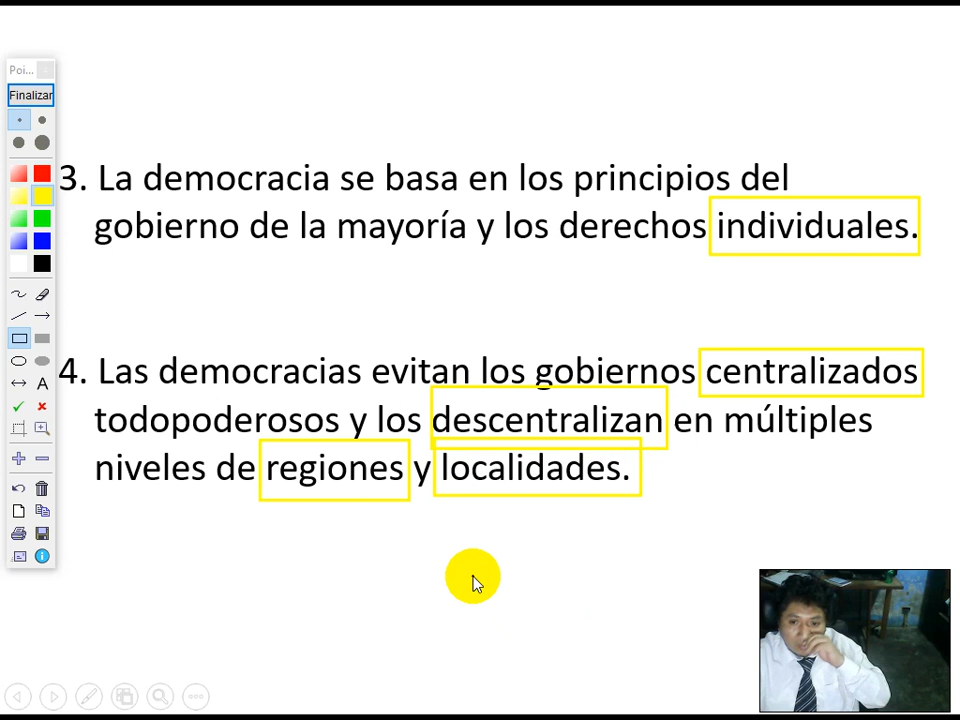 Poi...
Finalizar
3. La democracia se basa en los principios del
gobierno de la mayoría y los derechos individuales.
4. Las democracias evitan los gobiernos centralizados
todopoderosos y los descentralizan en múltiples
niveles de regiones y localidades.
A